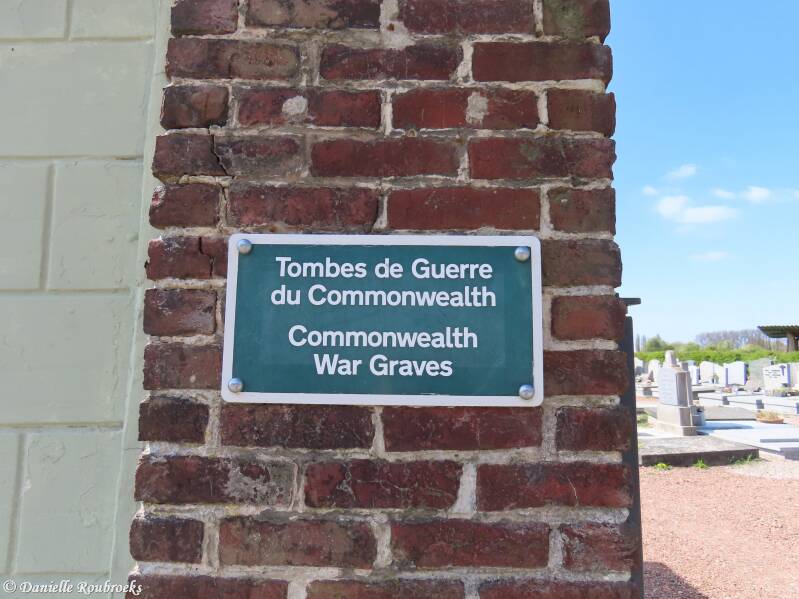 Tombes de Guerre
du Commonwealth
Commonwealth
War Graves
© Danielle Roubroeks